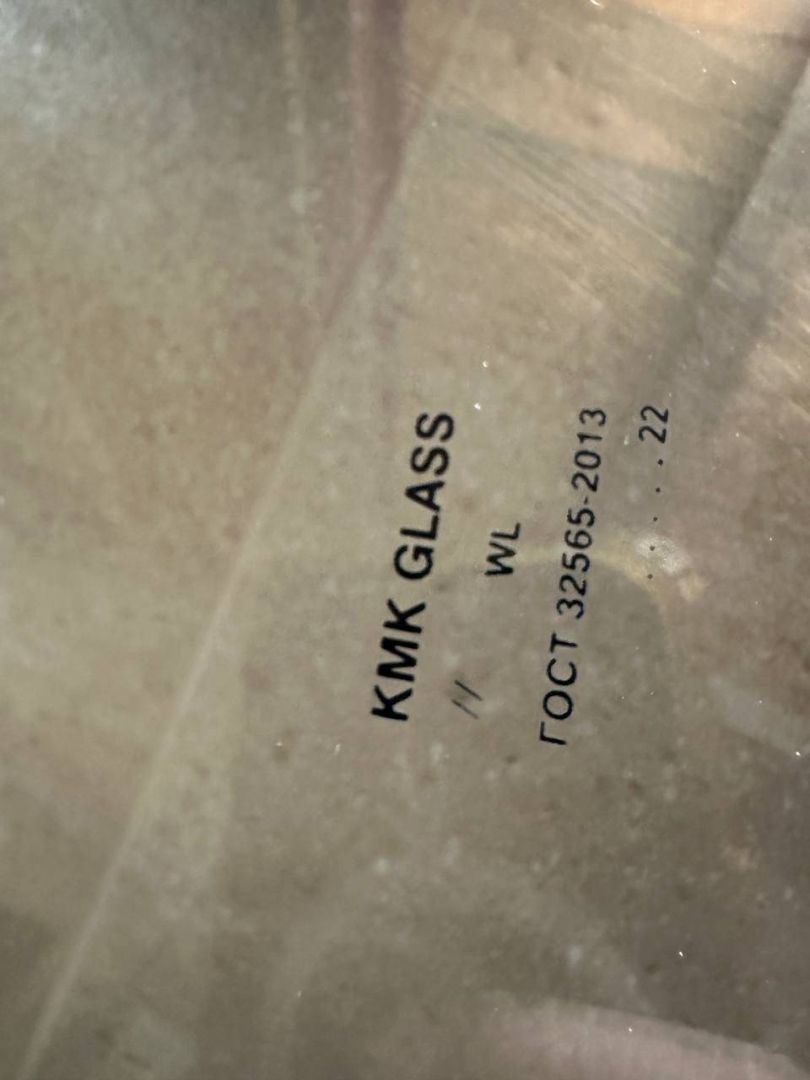 KMK GLASS
// WL
ГОСТ 32565-2013
. . . . 22